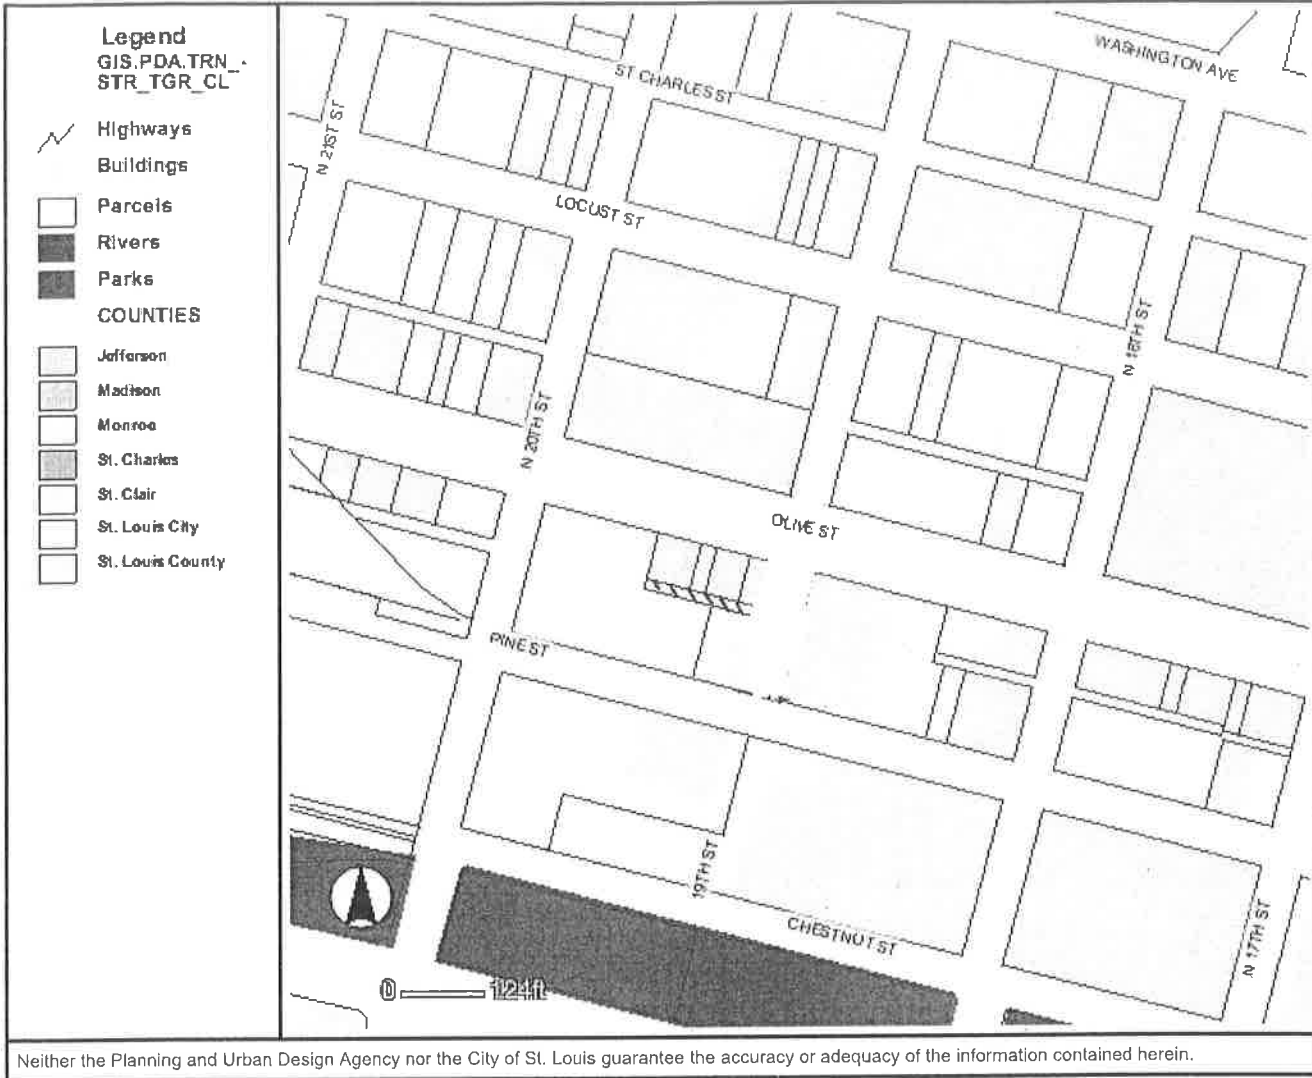 Legend
GIS.PDA.TRN_-
STR_TGR_CL
Highways
Buildings
Parcels
Rivers
Parks
COUNTIES
Jefferson
Madison
Monroe
St. Charles
St. Clair
St. Louis City
St. Louis County
WASHINGTON AVE
ST CHARLES ST
N 21ST ST
LOCUST ST
N 18TH ST
N 20TH ST
OLIVE ST
PINE ST
19TH ST
CHESTNUT ST
N 17TH ST
0 124ft
Neither the Planning and Urban Design Agency nor the City of St. Louis guarantee the accuracy or adequacy of the information contained herein.